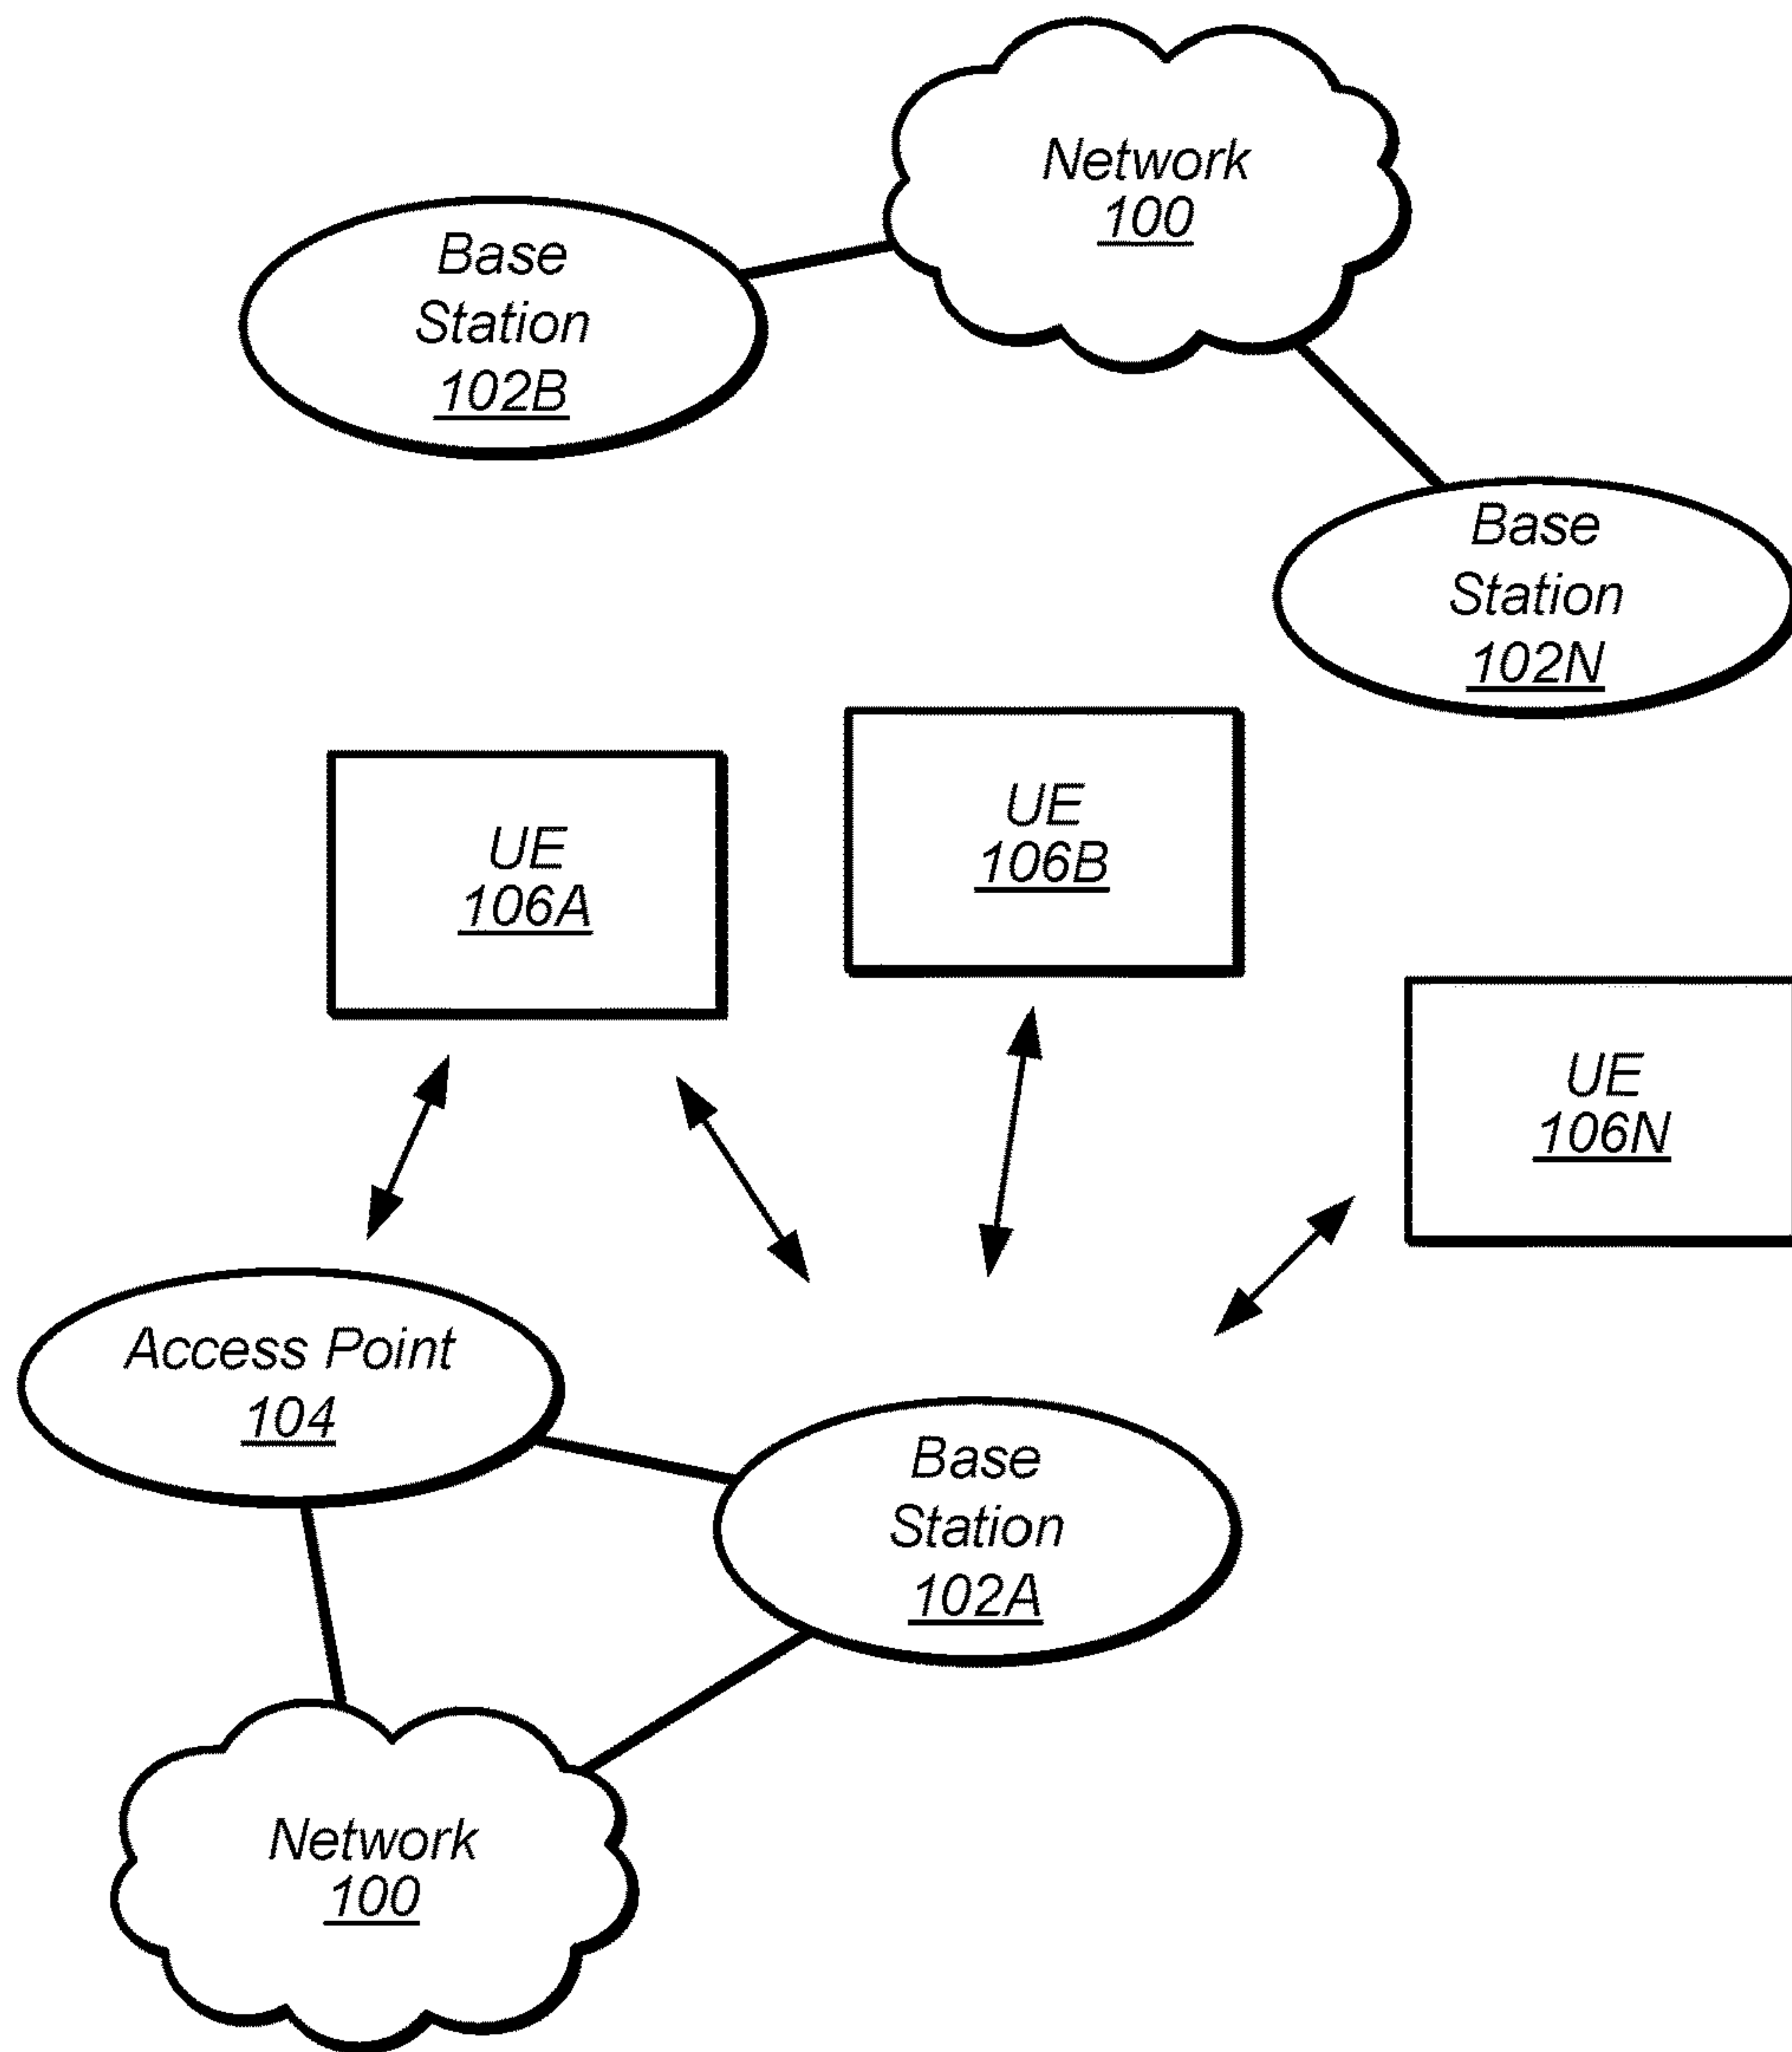 Network
100
Base
Station
102B
Base
Station
102N
UE
106A
UE
106B
UE
106N
Access Point
104
Base
Station
102A
Network
100